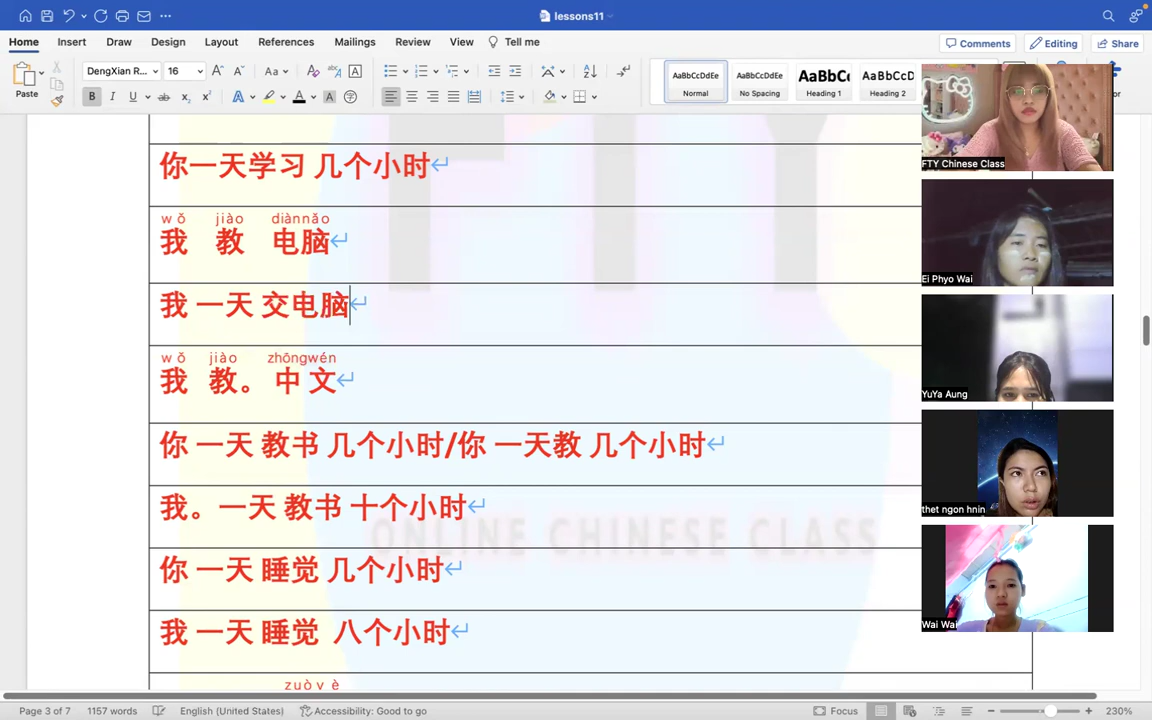 lessons11
Home Insert Draw Design Layout References Mailings Review View Tell me Comments Editing Share
Paste DengXian R... 16 Aa A
B I U ab x₂ x² A A A
AaBbCcDdEe Normal
AaBbCcDdEe No Spacing
AaBbCc Heading 1
AaBbCcD Heading 2
你一天学习 几个小时
wǒ jiào diànnǎo
我 教 电脑
我 一天 交电脑
wǒ jiào zhōngwén
我 教。 中 文
你 一天 教书 几个小时/你 一天教 几个小时
我。一天 教书 十个小时
ONLINE CHINESE CLASS
你 一天 睡觉 几个小时
我 一天 睡觉 八个小时
FTY Chinese Class
Ei Phyo Wai
YuYa Aung
thet ngon hnin
Wai Wai
Page 3 of 7 1157 words English (United States) Accessibility: Good to go Focus 230%